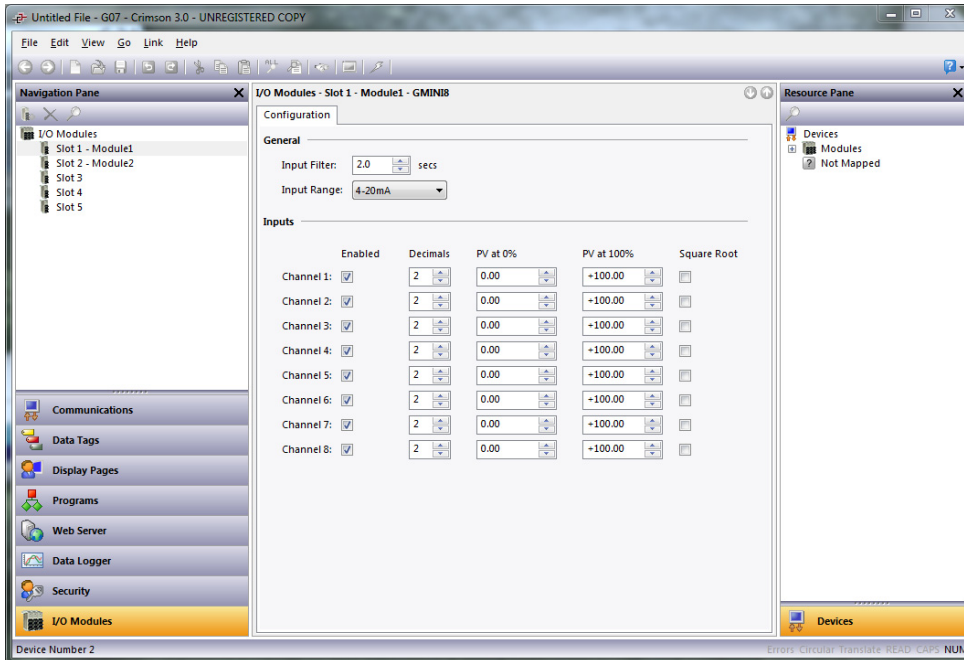 Untitled File - G07 - Crimson 3.0 - UNREGISTERED COPY
File Edit View Go Link Help
ALL
Navigation Pane
I/O Modules
Slot 1 - Module1
Slot 2 - Module2
Slot 3
Slot 4
Slot 5
Communications
Data Tags
Display Pages
Programs
Web Server
Data Logger
Security
I/O Modules
I/O Modules - Slot 1 - Module1 - GMINI8
Configuration
General
Input Filter: 2.0 secs
Input Range: 4-20mA
Inputs
Enabled Decimals PV at 0% PV at 100% Square Root
Channel 1: 2 0.00 +100.00
Channel 2: 2 0.00 +100.00
Channel 3: 2 0.00 +100.00
Channel 4: 2 0.00 +100.00
Channel 5: 2 0.00 +100.00
Channel 6: 2 0.00 +100.00
Channel 7: 2 0.00 +100.00
Channel 8: 2 0.00 +100.00
Resource Pane
Devices
Modules
Not Mapped
Devices
Device Number 2
Errors Circular Translate READ CAPS NUM